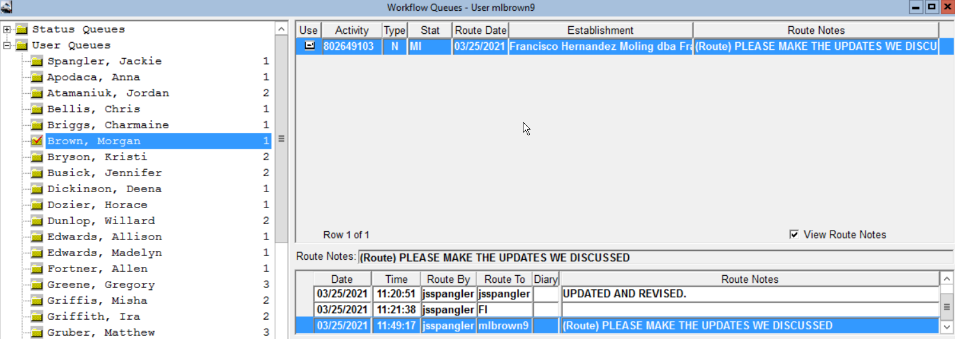 Workflow Queues - User mlbrown9
Status Queues
User Queues
Spangler, Jackie 1
Apodaca, Anna 1
Atamaniuk, Jordan 2
Bellis, Chris 1
Briggs, Charmaine 1
Brown, Morgan 1
Bryson, Kristi 2
Busick, Jennifer 2
Dickinson, Deena 1
Dozier, Horace 1
Dunlop, Willard 2
Edwards, Allison 1
Edwards, Madelyn 1
Fortner, Allen 1
Greene, Gregory 3
Griffis, Misha 2
Griffith, Ira 2
Gruber, Matthew 3
Use Activity Type Stat Route Date Establishment Route Notes
802649103 N MI 03/25/2021 Francisco Hernandez Moling dba Fra (Route) PLEASE MAKE THE UPDATES WE DISCU
Row 1 of 1 View Route Notes
Route Notes: (Route) PLEASE MAKE THE UPDATES WE DISCUSSED
Date Time Route By Route To Diary Route Notes
03/25/2021 11:20:51 jsspangler jsspangler UPDATED AND REVISED.
03/25/2021 11:21:38 jsspangler FI
03/25/2021 11:49:17 jsspangler mlbrown9 (Route) PLEASE MAKE THE UPDATES WE DISCUSSED